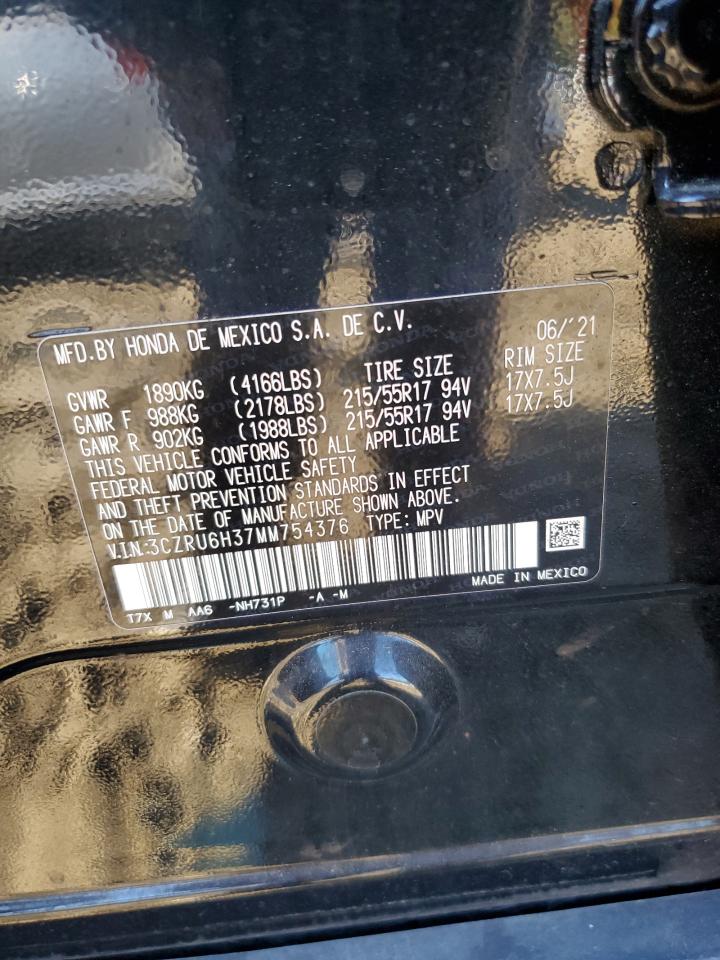 MFD.BY HONDA DE MEXICO S.A. DE C.V. 06/'21
GVWR 1890KG (4166LBS) TIRE SIZE RIM SIZE
GAWR F 988KG (2178LBS) 215/55R17 94V 17X7.5J
GAWR R 902KG (1988LBS) 215/55R17 94V 17X7.5J
THIS VEHICLE CONFORMS TO ALL APPLICABLE
FEDERAL MOTOR VEHICLE SAFETY
AND THEFT PREVENTION STANDARDS IN EFFECT
ON THE DATE OF MANUFACTURE SHOWN ABOVE.
V.I.N:3CZRU6H37MM754376 TYPE: MPV
T7X M AA6 -NH731P -A -M MADE IN MEXICO